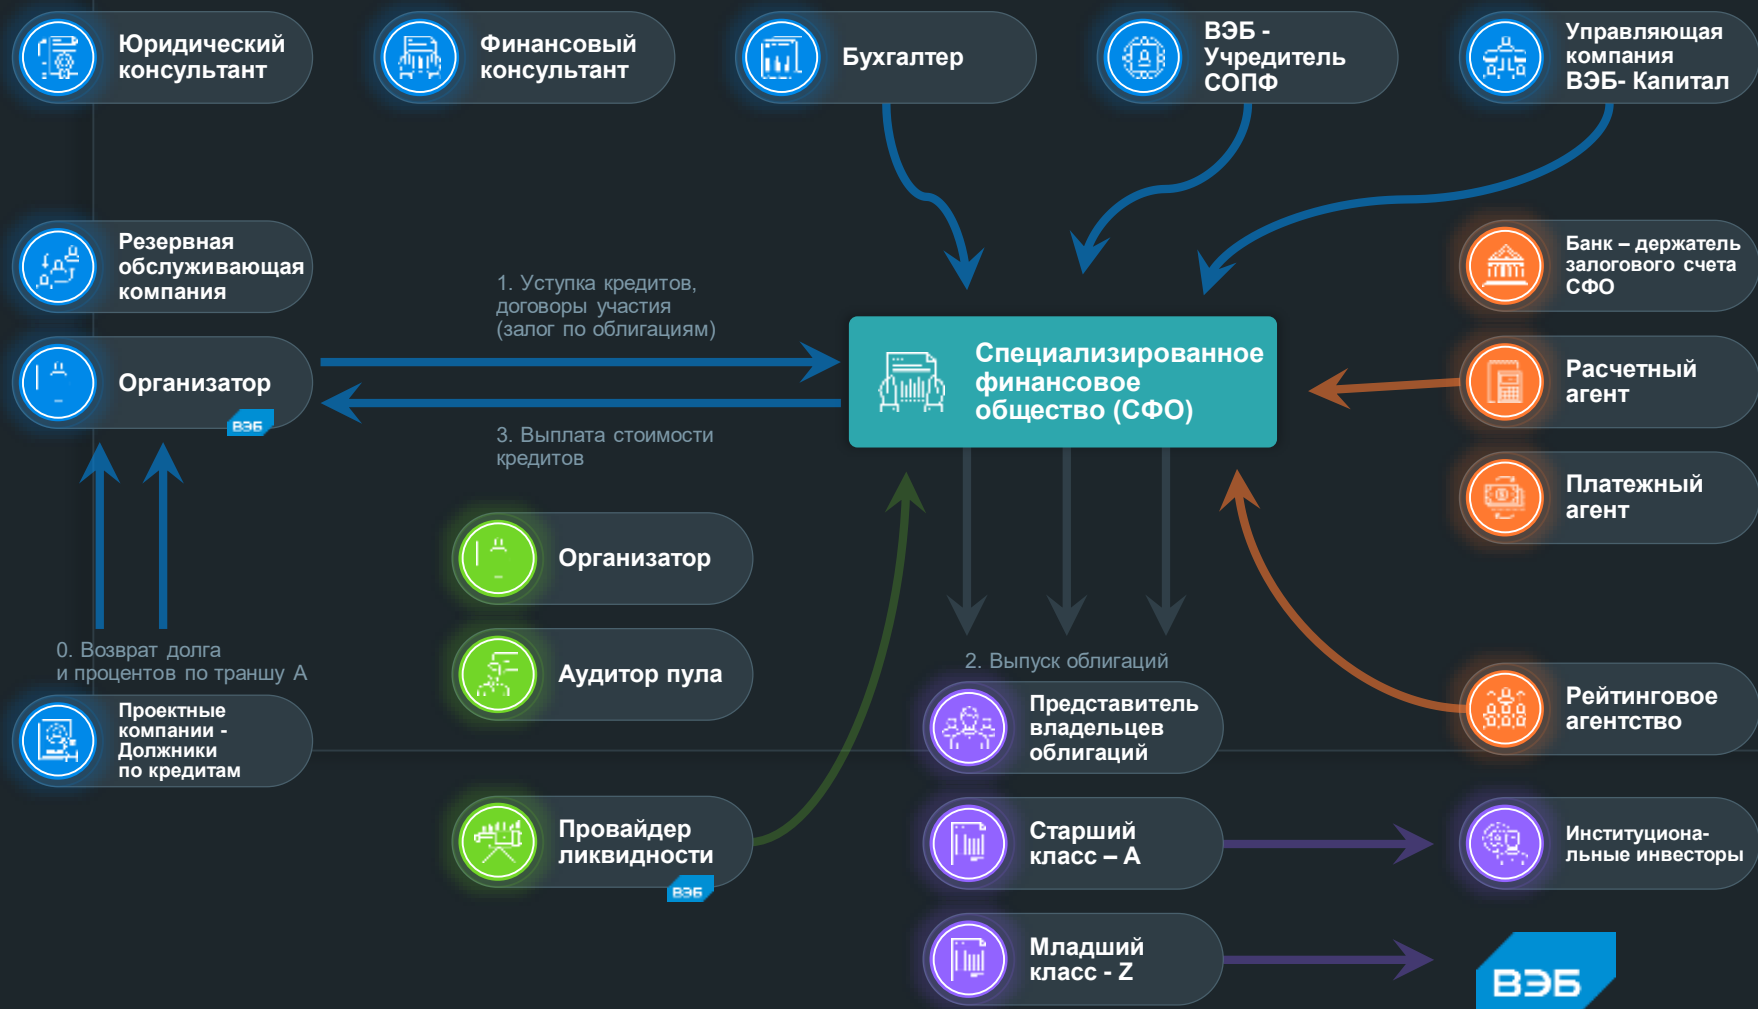 Юридический
консультант
Финансовый
консультант
Бухгалтер
ВЭБ -
Учредитель
СОПФ
Управляющая
компания
ВЭБ- Капитал
Резервная
обслуживающая
компания
1. Уступка кредитов,
договоры участия
(залог по облигациям)
Банк – держатель
залогового счета
СФО
Организатор
ВЭБ
Специализированное
финансовое
общество (СФО)
Расчетный
агент
3. Выплата стоимости
кредитов
Платежный
агент
Организатор
0. Возврат долга
и процентов по траншу А
Аудитор пула
2. Выпуск облигаций
Проектные
компании -
Должники
по кредитам
Представитель
владельцев
облигаций
Рейтинговое
агентство
Провайдер
ликвидности
ВЭБ
Старший
класс – А
Институциона-
льные инвесторы
Младший
класс - Z
ВЭБ